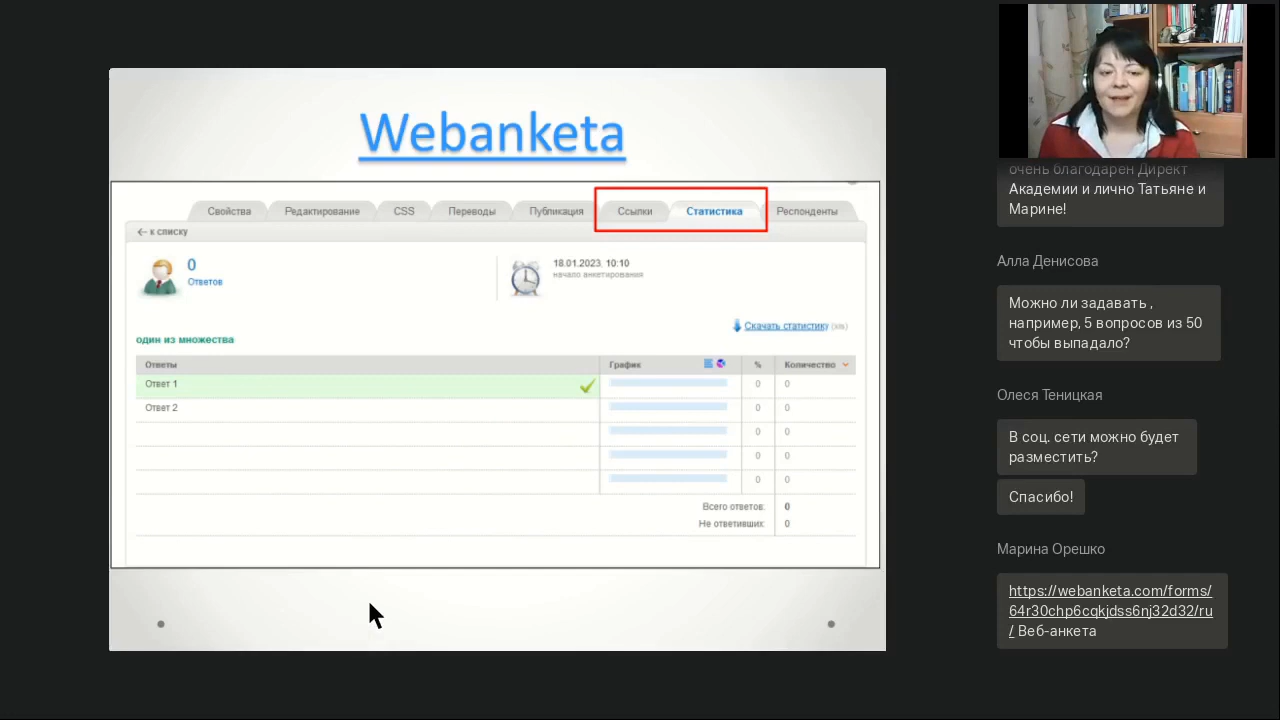 Webanketa
Свойства
Редактирование
CSS
Переводы
Публикация
Ссылки
Статистика
Респонденты
← к списку
0
Ответов
18.01.2023, 10:10
начало анкетирования
Скачать статистику (xls)
один из множества
Ответы График % Количество
Ответ 1 0 0
Ответ 2 0 0
0 0
0 0
0 0
Всего ответов: 0
Не ответивших: 0
очень благодарен Директ
Академии и лично Татьяне и
Марине!
Алла Денисова
Можно ли задавать ,
например, 5 вопросов из 50
чтобы выпадало?
Олеся Теницкая
В соц. сети можно будет
разместить?
Спасибо!
Марина Орешко
https://webanketa.com/forms/
64r30chp6cqkjdss6nj32d32/ru
/ Веб-анкета